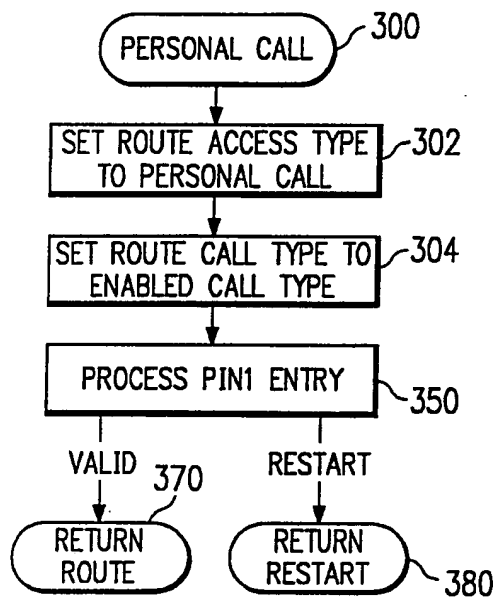 PERSONAL CALL
300
SET ROUTE ACCESS TYPE
TO PERSONAL CALL
302
SET ROUTE CALL TYPE TO
ENABLED CALL TYPE
304
PROCESS PIN1 ENTRY
350
VALID
RESTART
370
RETURN
ROUTE
RETURN
RESTART
380